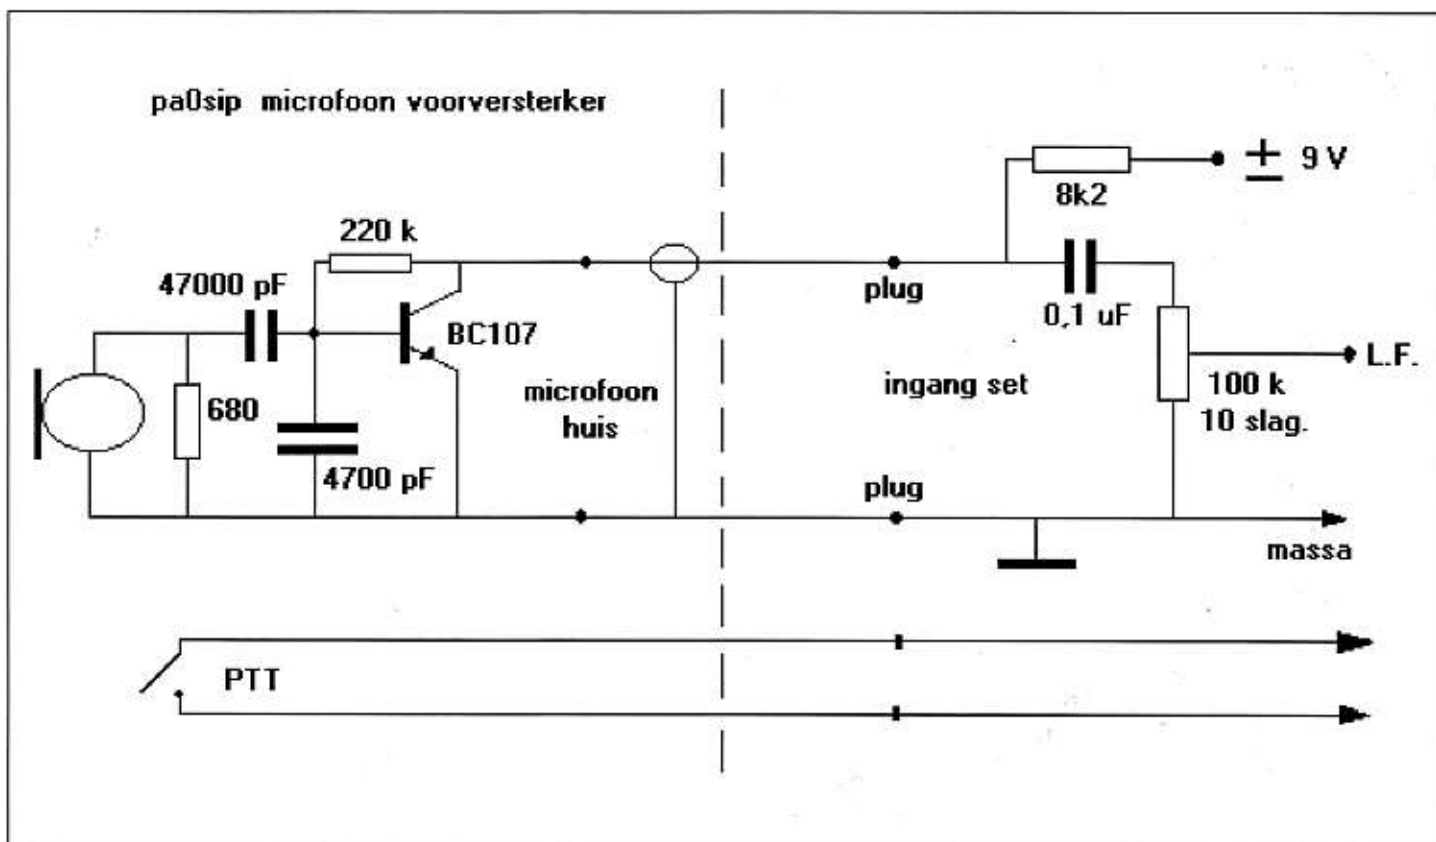 pa0sip microfoon voorversterker
± 9 V
8k2
220 k
47000 pF
plug
0,1 uF
BC107
L.F.
680
microfoon
huis
ingang set
100 k
10 slag.
4700 pF
plug
massa
PTT